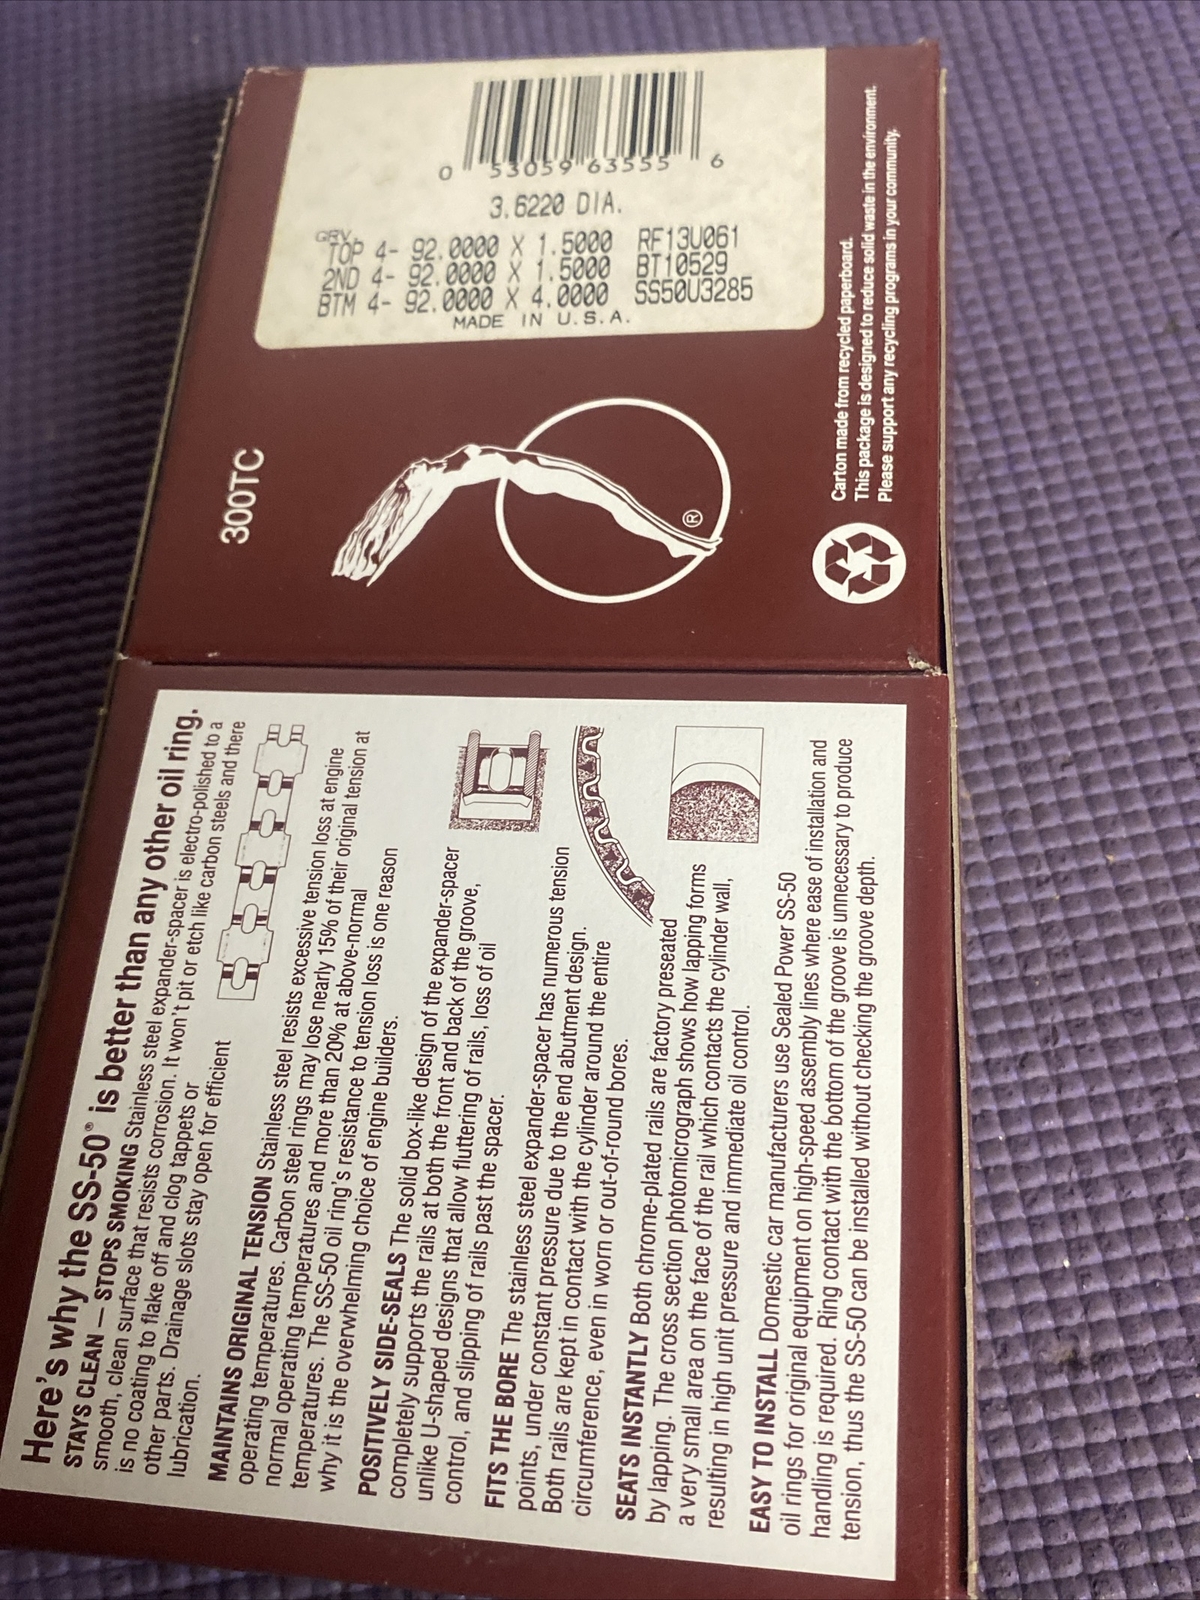 Here's why the SS-50® is better than any other oil ring.
STAYS CLEAN — STOPS SMOKING Stainless steel expander-spacer is electro-polished to a
smooth, clean surface that resists corrosion. It won't pit or etch like carbon steels and there
is no coating to flake off and clog tappets or
other parts. Drainage slots stay open for efficient
lubrication.
MAINTAINS ORIGINAL TENSION Stainless steel resists excessive tension loss at engine
operating temperatures. Carbon steel rings may lose nearly 15% of their original tension at
normal operating temperatures and more than 20% at above-normal
temperatures. The SS-50 oil ring's resistance to tension loss is one reason
why it is the overwhelming choice of engine builders.
POSITIVELY SIDE-SEALS The solid box-like design of the expander-spacer
completely supports the rails at both the front and back of the groove,
unlike U-shaped designs that allow fluttering of rails, loss of oil
control, and slipping of rails past the spacer.
FITS THE BORE The stainless steel expander-spacer has numerous tension
points, under constant pressure due to the end abutment design.
Both rails are kept in contact with the cylinder around the entire
circumference, even in worn or out-of-round bores.
SEATS INSTANTLY Both chrome-plated rails are factory preseated
by lapping. The cross section photomicrograph shows how lapping forms
a very small area on the face of the rail which contacts the cylinder wall,
resulting in high unit pressure and immediate oil control.
EASY TO INSTALL Domestic car manufacturers use Sealed Power SS-50
oil rings for original equipment on high-speed assembly lines where ease of installation and
handling is required. Ring contact with the bottom of the groove is unnecessary to produce
tension, thus the SS-50 can be installed without checking the groove depth.
300TC
®
Carton made from recycled paperboard.
This package is designed to reduce solid waste in the environment.
Please support any recycling programs in your community.
0 53059 63555 6
3.6220 DIA.
GRV.
TOP 4- 92.0000 X 1.5000 RF13U061
2ND 4- 92.0000 X 1.5000 BT10529
BTM 4- 92.0000 X 4.0000 SS50U3285
MADE IN U.S.A.